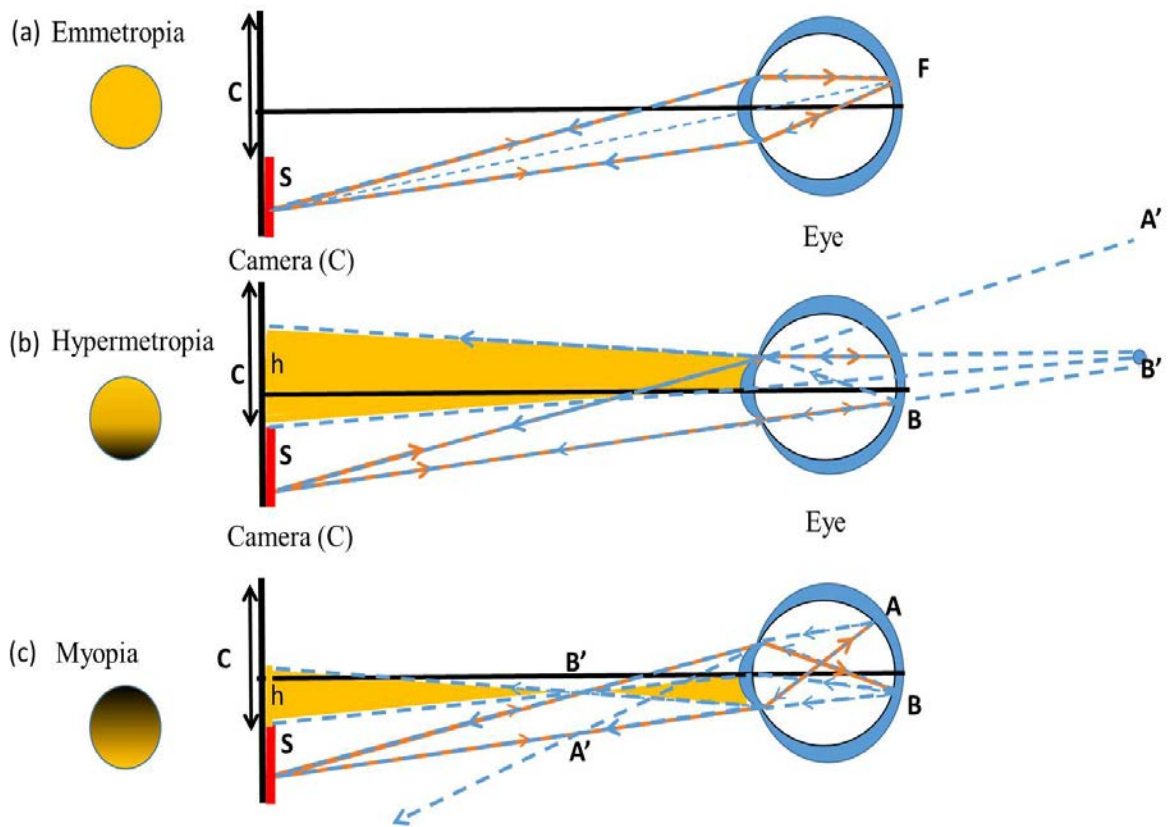 (a) Emmetropia
C
F
S
Camera (C)
Eye
A’
(b) Hypermetropia
C
h
B’
B
S
Camera (C)
Eye
A
(c) Myopia
C
B’
h
B
S
A’